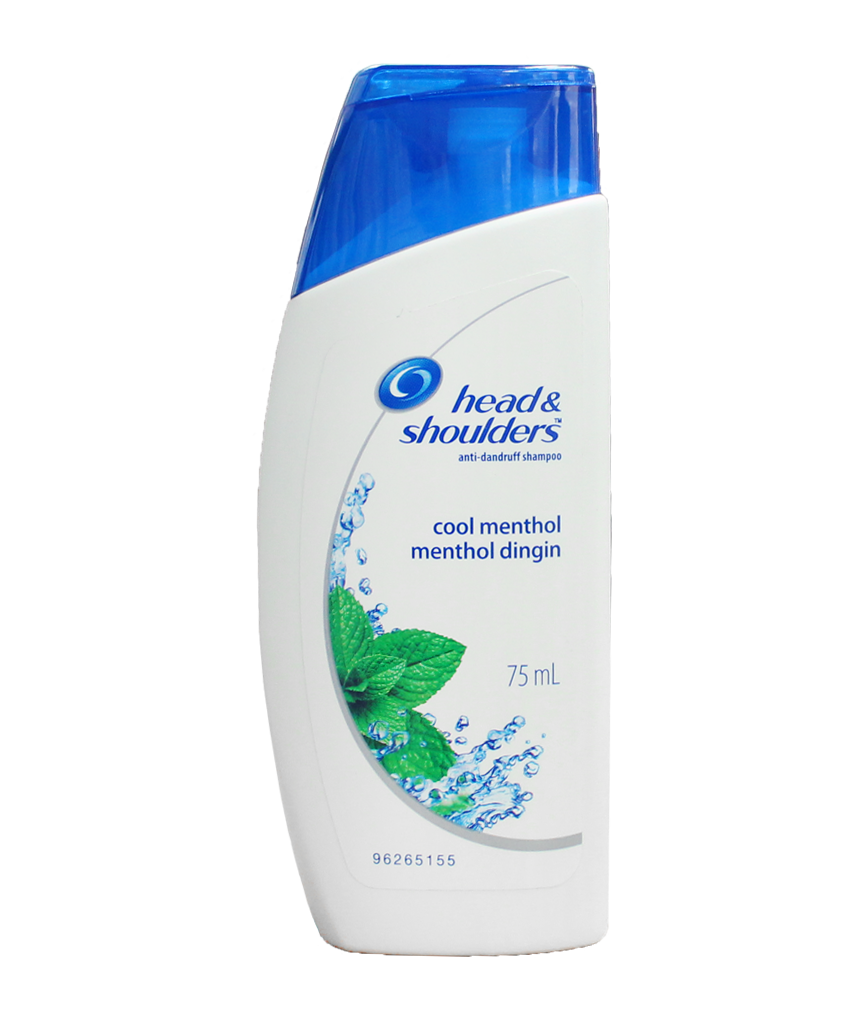 head &
shoulders™
anti-dandruff shampoo
cool menthol
menthol dingin
75 mL
96265155